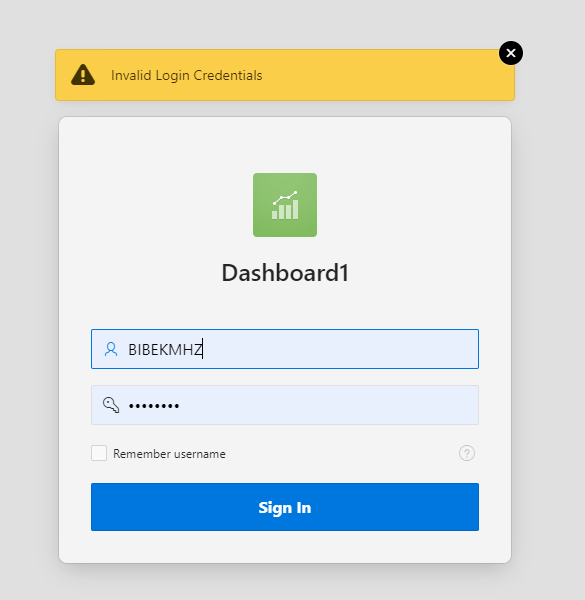 Invalid Login Credentials
Dashboard1
BIBEKMHZ
••••••••
Remember username
?
Sign In